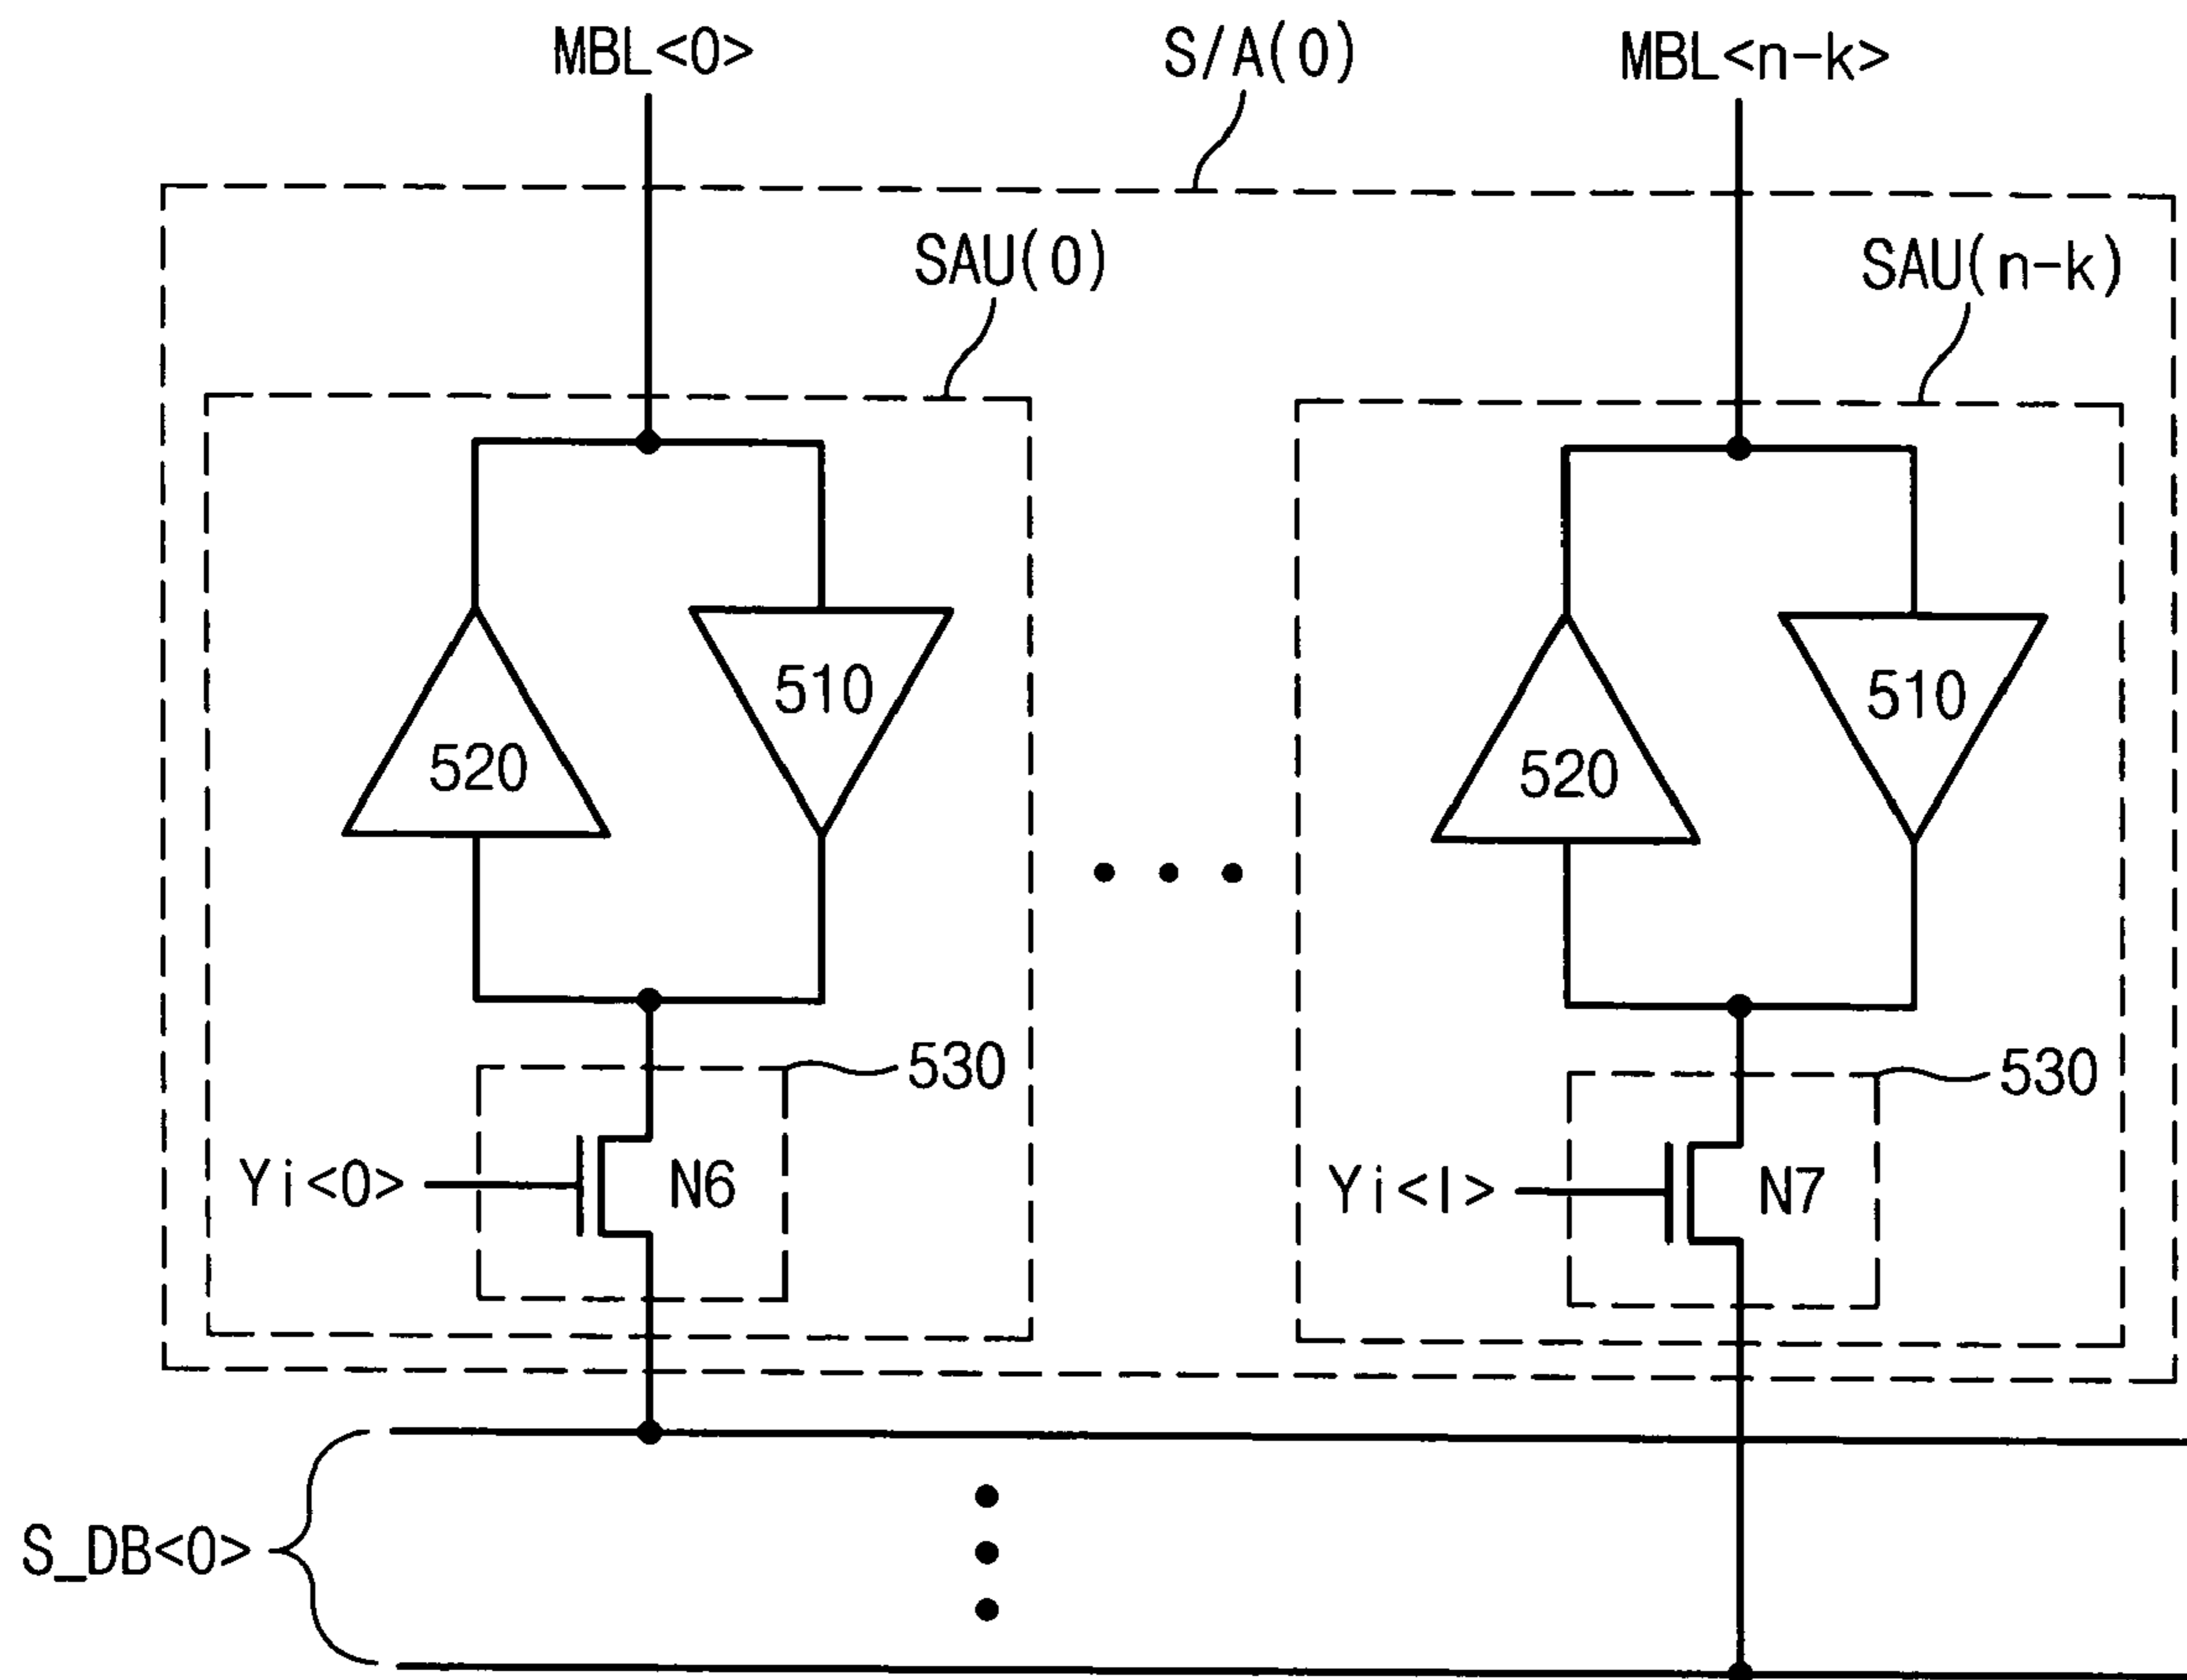 MBL<0>
S/A(0)
MBL<n-k>
SAU(0)
SAU(n-k)
510
520
510
520
530
530
Yi<0>
N6
Yi<l>
N7
S_DB<0>